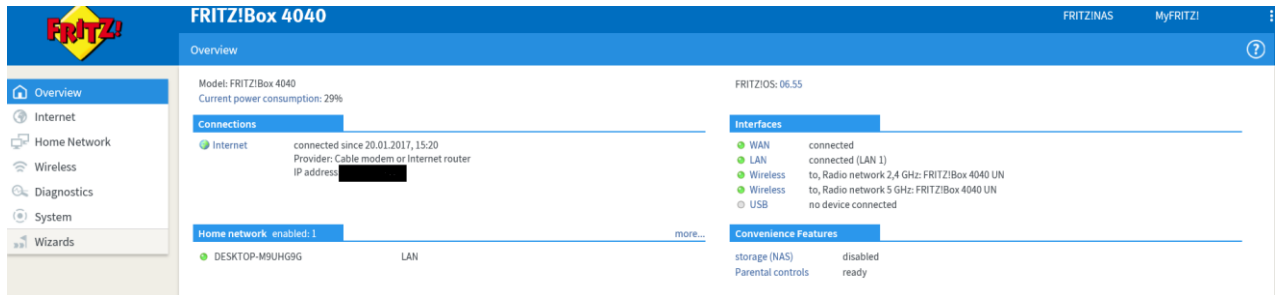 FRITZ!
FRITZ!Box 4040
FRITZ!NAS
MyFRITZ!
Overview
?
Overview
Internet
Home Network
Wireless
Diagnostics
System
Wizards
Model: FRITZ!Box 4040
Current power consumption: 29%
FRITZ!OS: 06.55
Connections
Internet connected since 20.01.2017, 15:20
Provider: Cable modem or Internet router
IP address
Interfaces
WAN connected
LAN connected (LAN 1)
Wireless to, Radio network 2,4 GHz: FRITZ!Box 4040 UN
Wireless to, Radio network 5 GHz: FRITZ!Box 4040 UN
USB no device connected
Home network enabled: 1 more...
DESKTOP-M9UHG9G LAN
Convenience Features
storage (NAS) disabled
Parental controls ready